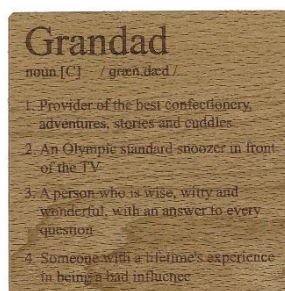 Grandad
noun [C] / græn.dæd /
1. Provider of the best confectionery,
adventures, stories and cuddles
2. An Olympic standard snoozer in front
of the TV
3. A person who is wise, witty and
wonderful, with an answer to every
question
4. Someone with a lifetime's experience
in being a bad influence